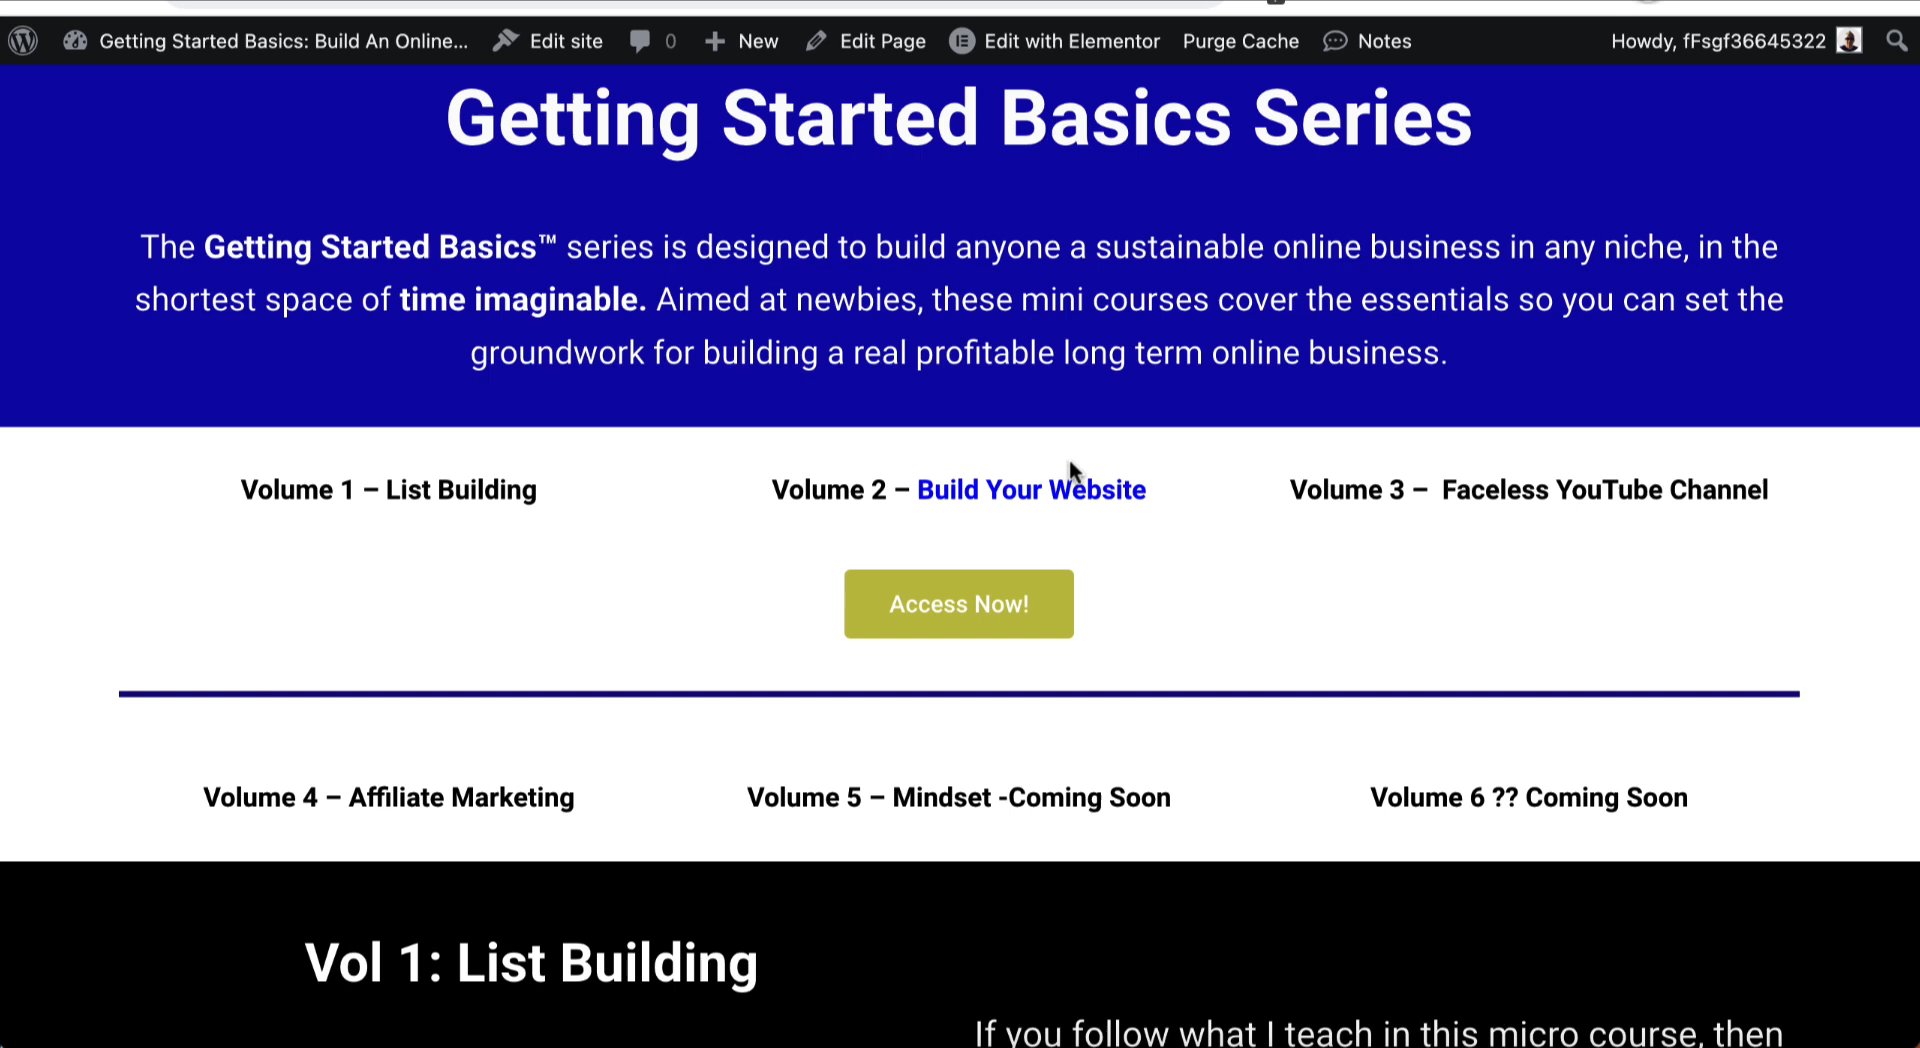 Getting Started Basics: Build An Online... Edit site 0 New Edit Page Edit with Elementor Purge Cache Notes Howdy, fFsgf36645322
Getting Started Basics Series
The Getting Started Basics™ series is designed to build anyone a sustainable online business in any niche, in the
shortest space of time imaginable. Aimed at newbies, these mini courses cover the essentials so you can set the
groundwork for building a real profitable long term online business.
Volume 1 – List Building
Volume 2 – Build Your Website
Volume 3 – Faceless YouTube Channel
Access Now!
Volume 4 – Affiliate Marketing
Volume 5 – Mindset -Coming Soon
Volume 6 ?? Coming Soon
Vol 1: List Building
If you follow what I teach in this micro course, then